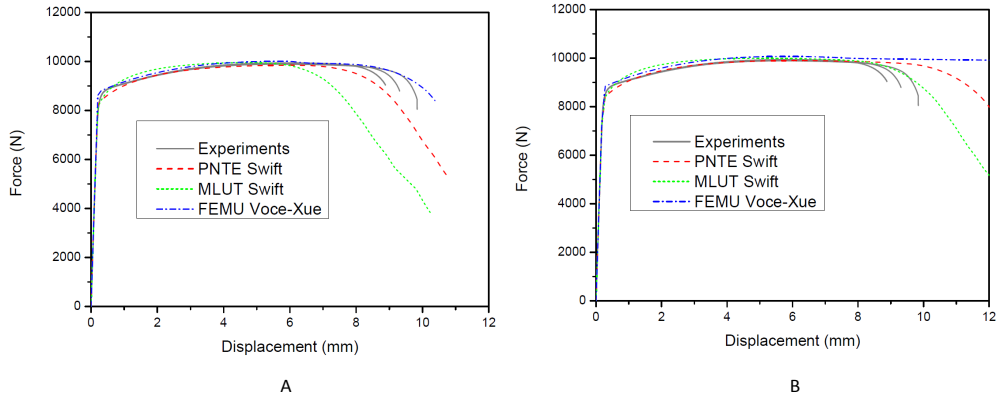 12000
10000
8000
6000
4000
2000
0
Force (N)
Experiments
PNTE Swift
MLUT Swift
FEMU Voce-Xue
0 2 4 6 8 10 12
Displacement (mm)
A
12000
10000
8000
6000
4000
2000
0
Force (N)
Experiments
PNTE Swift
MLUT Swift
FEMU Voce-Xue
0 2 4 6 8 10 12
Displacement (mm)
B